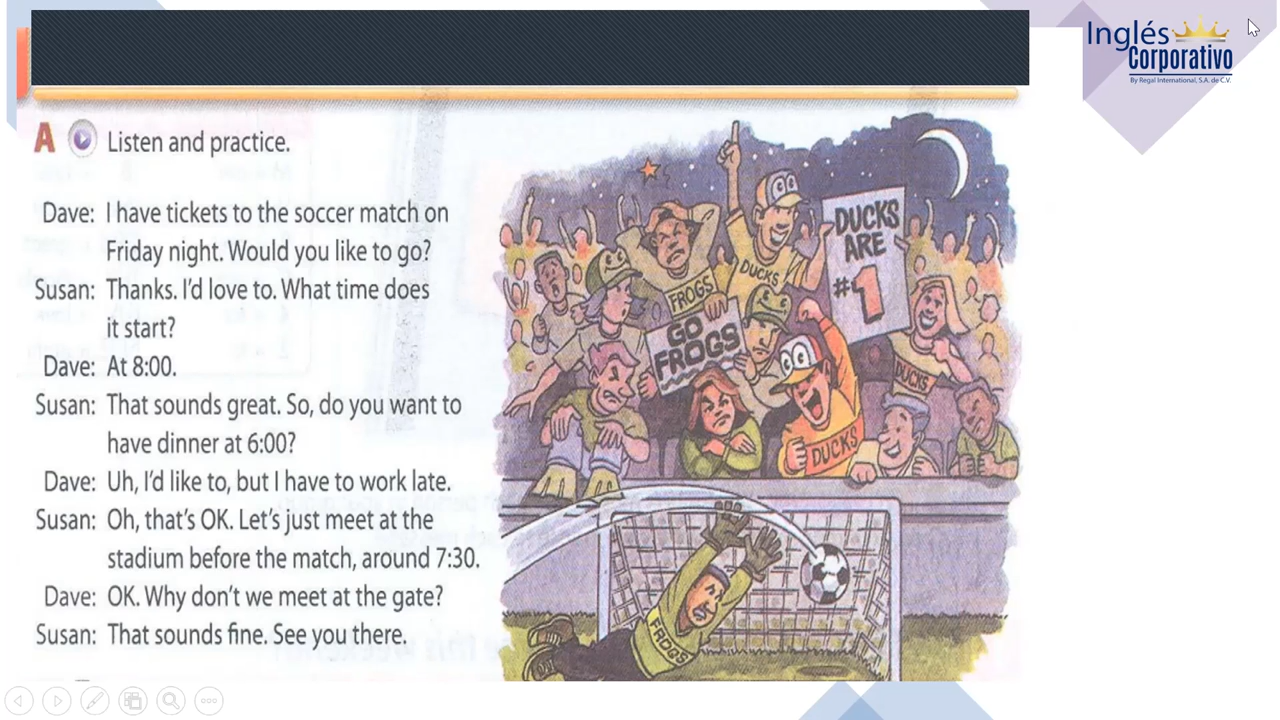 Inglés
Corporativo
By Regal International, S.A. de C.V.
A Listen and practice.
Dave: I have tickets to the soccer match on
Friday night. Would you like to go?
Susan: Thanks. I'd love to. What time does
it start?
Dave: At 8:00.
Susan: That sounds great. So, do you want to
have dinner at 6:00?
Dave: Uh, I'd like to, but I have to work late.
Susan: Oh, that's OK. Let's just meet at the
stadium before the match, around 7:30.
Dave: OK. Why don't we meet at the gate?
Susan: That sounds fine. See you there.
DUCKS
ARE
#1
DUCKS
FROGS
GO
FROGS
DUCKS
DUCKS
FROGS